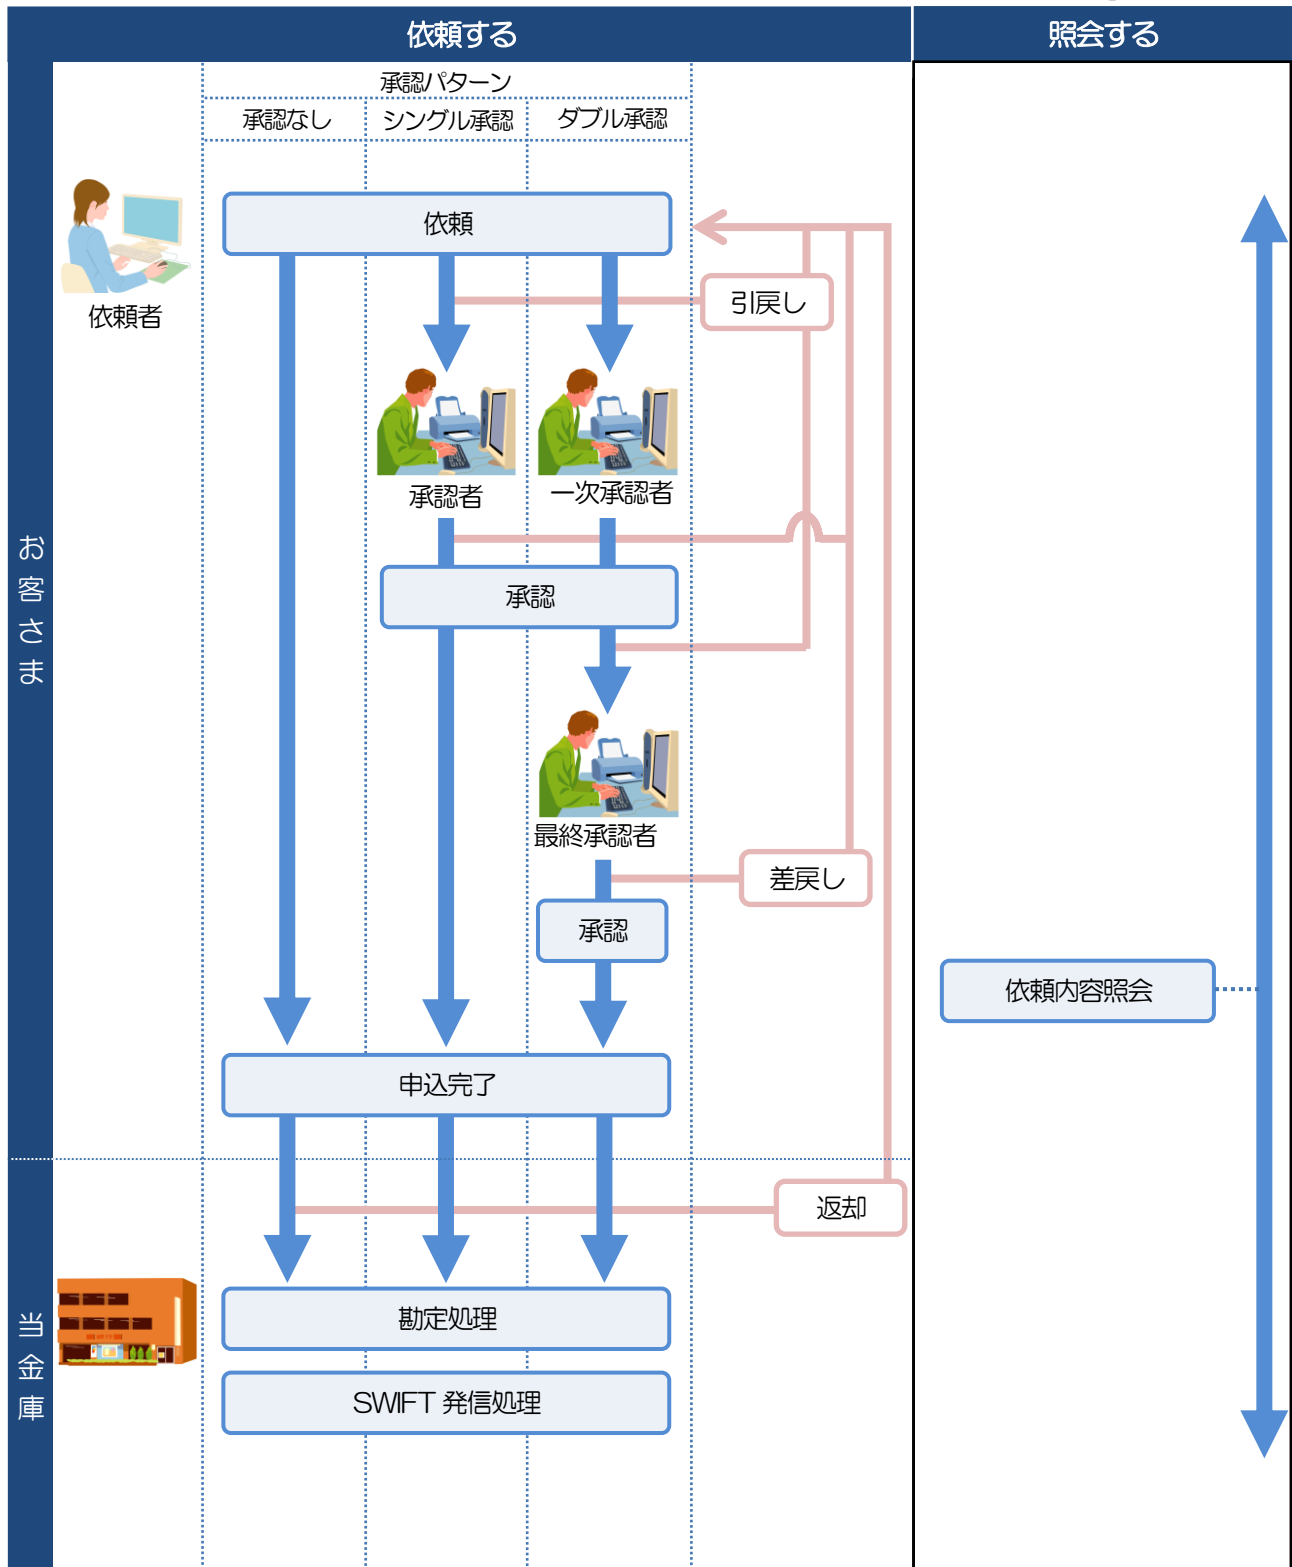 依頼する
照会する
承認パターン
承認なし
シングル承認
ダブル承認
依頼
引戻し
依頼者
承認者
一次承認者
承認
最終承認者
差戻し
承認
依頼内容照会
申込完了
返却
勘定処理
SWIFT 発信処理
お客さま
当金庫